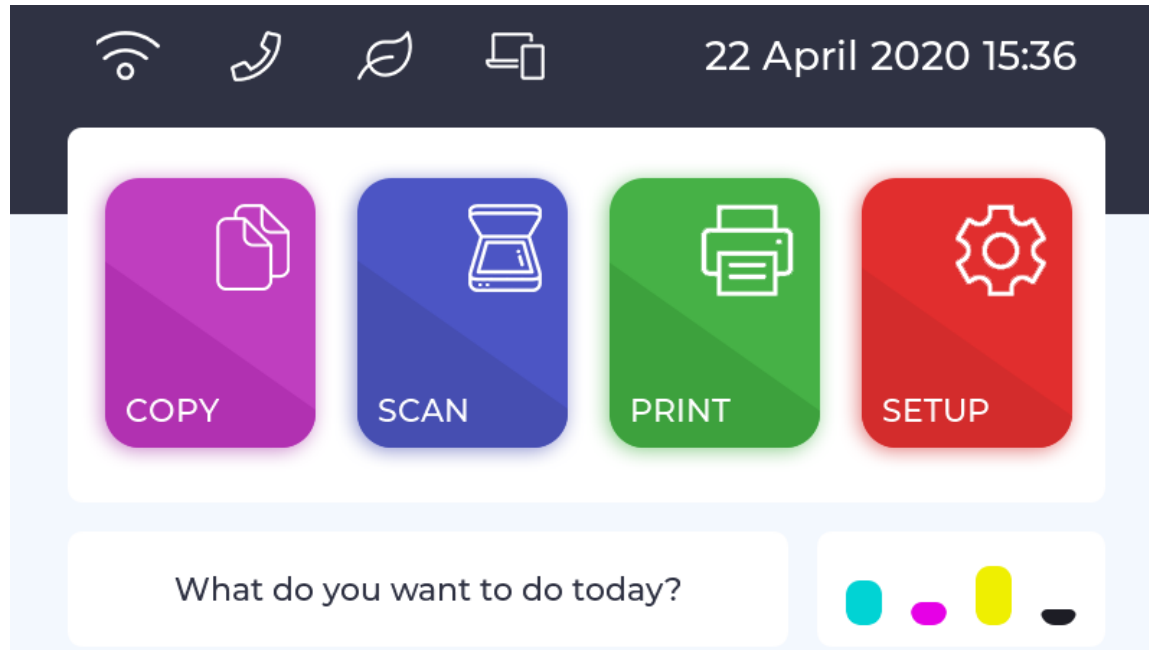 22 April 2020 15:36
COPY SCAN PRINT SETUP
What do you want to do today?